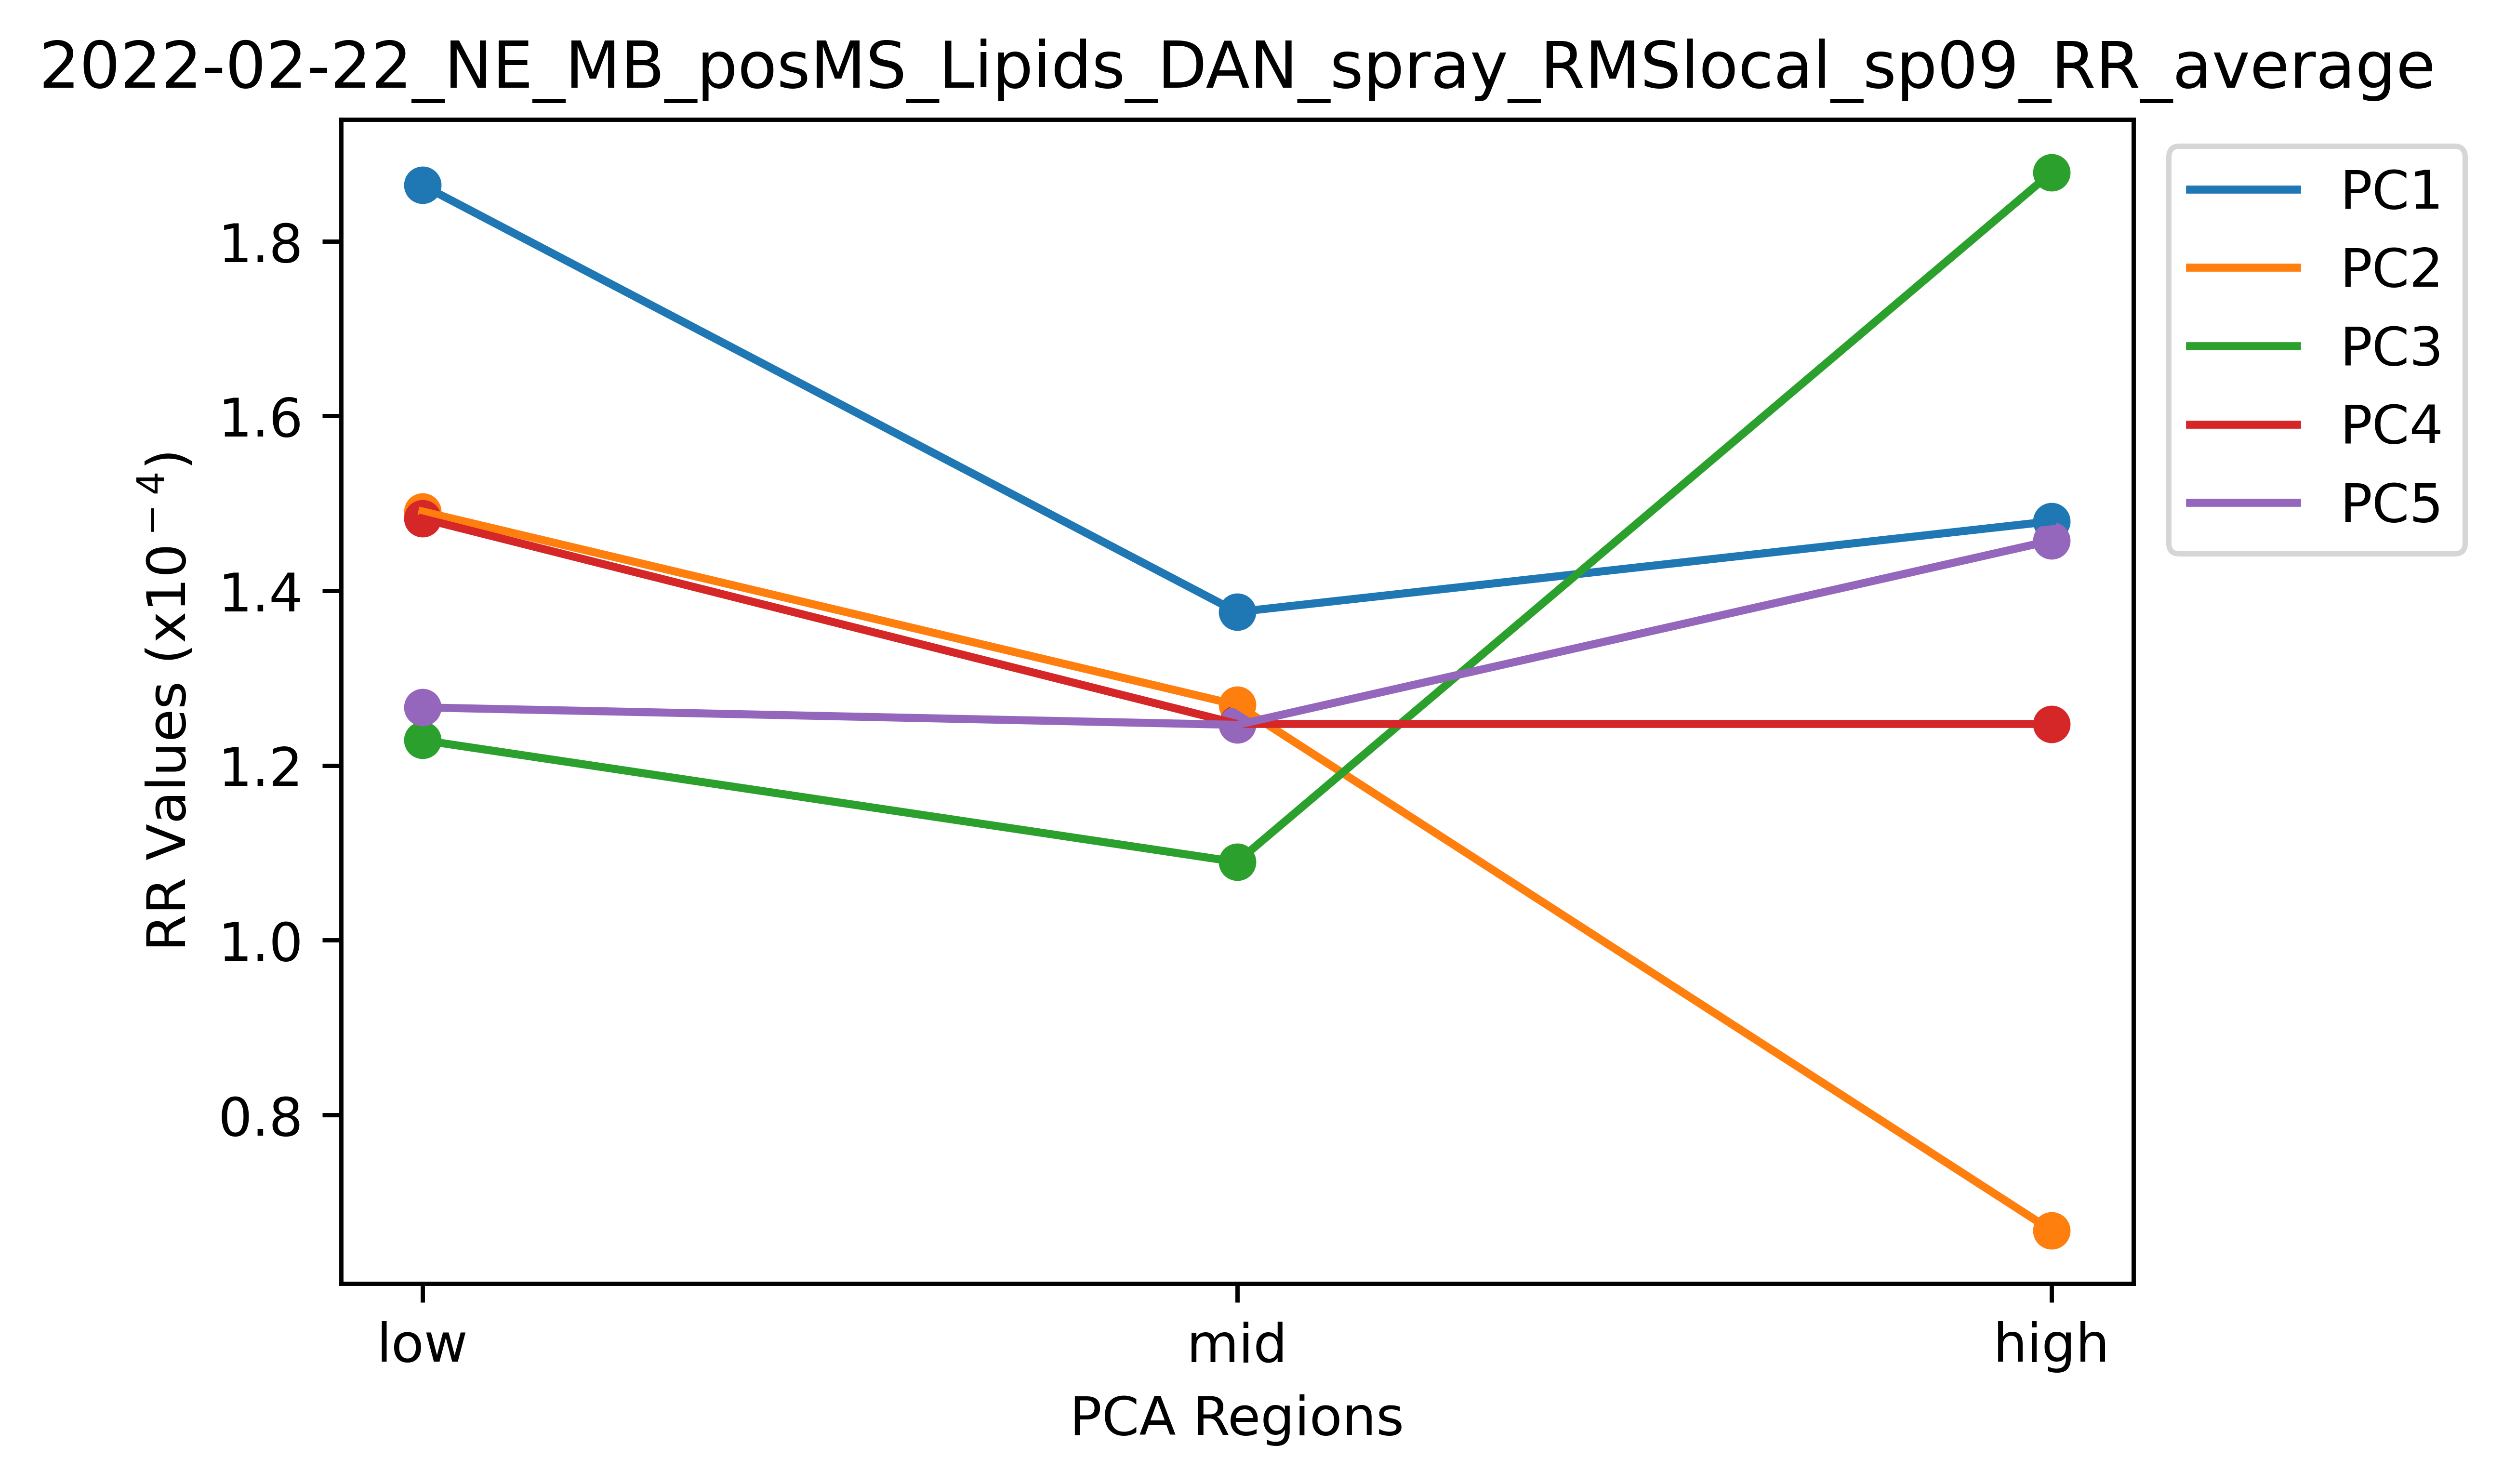 2022-02-22_NE_MB_posMS_Lipids_DAN_spray_RMSlocal_sp09_RR_average
RR Values (x10⁻⁴)
1.8
1.6
1.4
1.2
1.0
0.8
low
mid
high
PCA Regions
PC1
PC2
PC3
PC4
PC5